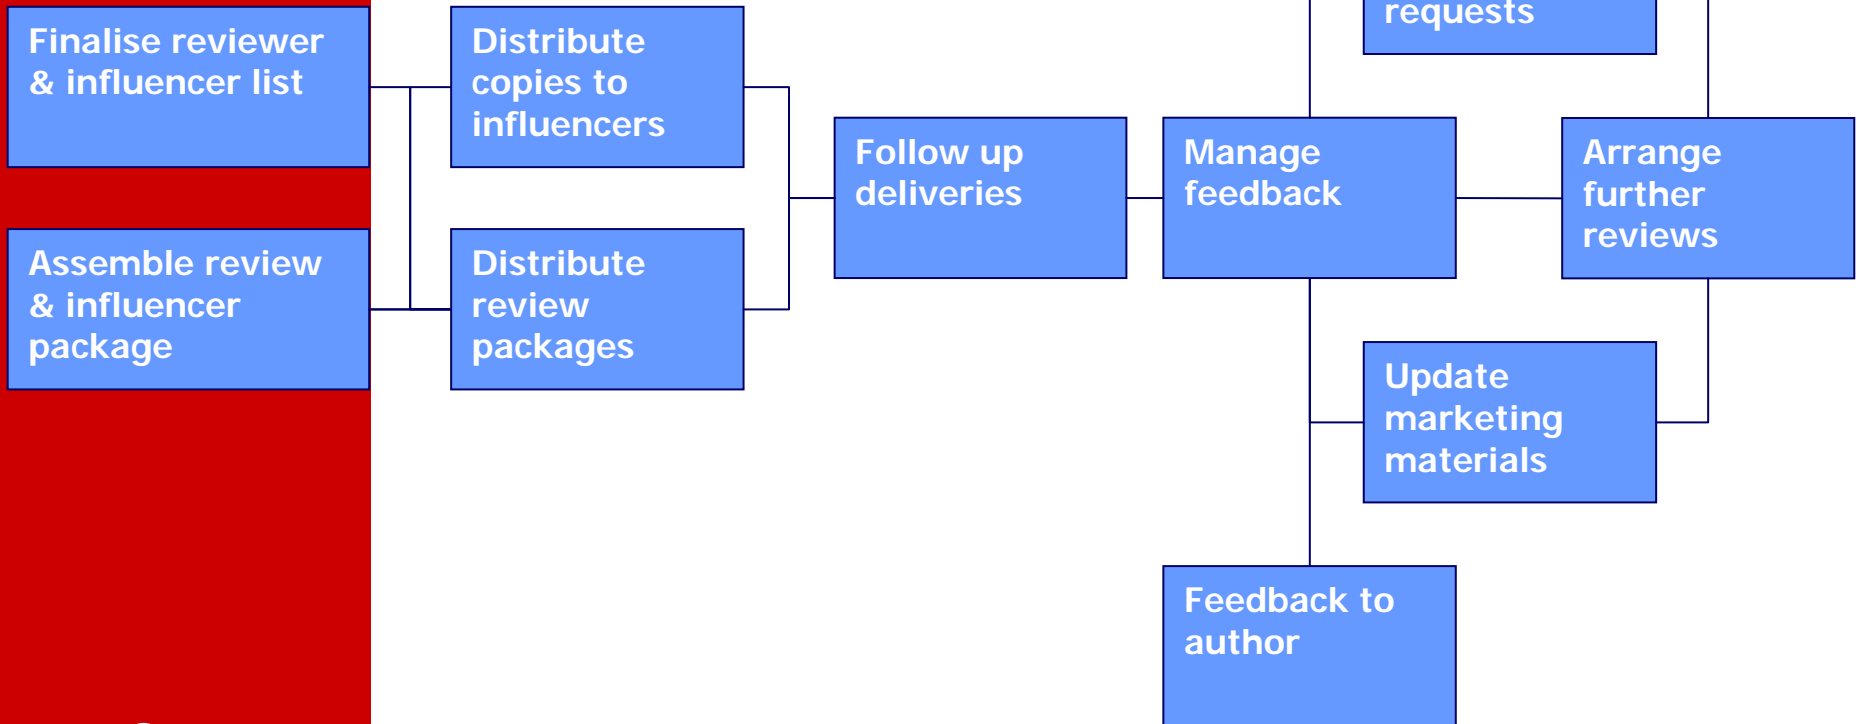 requests
Finalise reviewer
& influencer list
Distribute
copies to
influencers
Follow up
deliveries
Manage
feedback
Arrange
further
reviews
Assemble review
& influencer
package
Distribute
review
packages
Update
marketing
materials
Feedback to
author